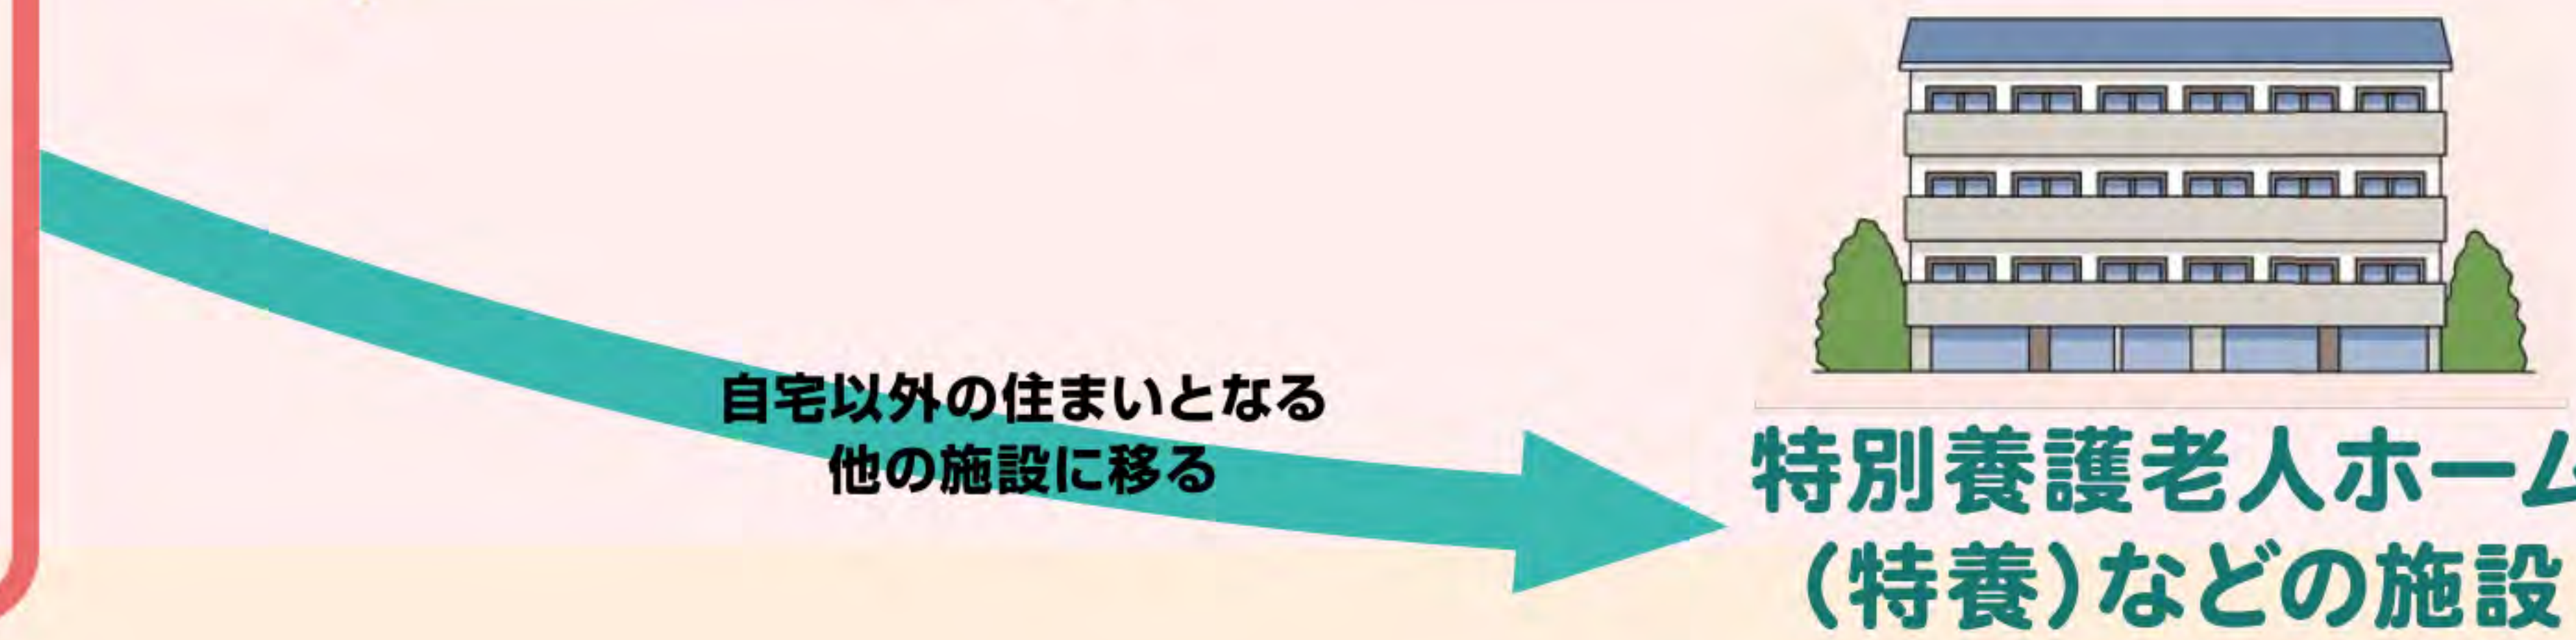 自宅以外の住まいとなる
他の施設に移る
特別養護老人ホーム
(特養)などの施設